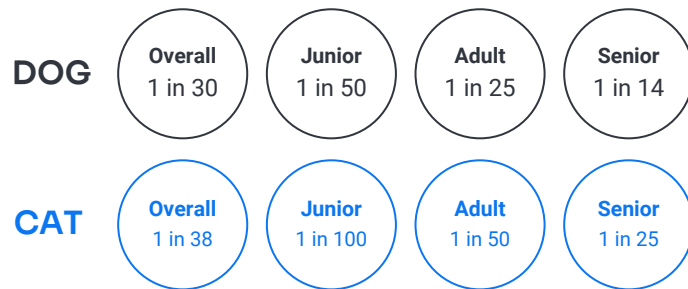 DOG
Overall
1 in 30
Junior
1 in 50
Adult
1 in 25
Senior
1 in 14
CAT
Overall
1 in 38
Junior
1 in 100
Adult
1 in 50
Senior
1 in 25